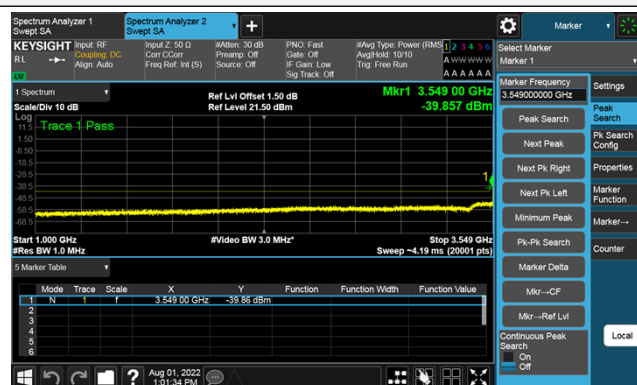 Spectrum Analyzer 1
Swept SA
Spectrum Analyzer 2
Swept SA
Marker
KEYSIGHT
RL
Input: RF
Coupling: DC
Align: Auto
Input Z: 50 Ω
Corr CCorr
Freq Ref: Int (S)
#Atten: 30 dB
Preamp: Off
Source: Off
PNO: Fast
Gate: Off
IF Gain: Low
Sig Track: Off
#Avg Type: Power (RMS
Avg|Hold: 10/10
Trig: Free Run
1 2 3 4 5 6
A W W W W W
A A A A A A
Select Marker
Marker 1
1 Spectrum
Scale/Div 10 dB
Ref Lvl Offset 1.50 dB
Ref Level 21.50 dBm
Mkr1 3.549 00 GHz
-39.857 dBm
Log
Trace 1 Pass
11.5
1.50
-8.50
-18.5
-28.5
-38.5
-48.5
-58.5
-68.5
1
Start 1.000 GHz
#Res BW 1.0 MHz
#Video BW 3.0 MHz*
Stop 3.549 GHz
Sweep ~4.19 ms (20001 pts)
5 Marker Table
Mode Trace Scale X Y Function Function Width Function Value
1 N 1 f 3.549 00 GHz -39.86 dBm
2
3
4
5
6
Marker Frequency
3.549000000 GHz
Peak Search
Next Peak
Next Pk Right
Next Pk Left
Minimum Peak
Pk-Pk Search
Marker Delta
Mkr→CF
Mkr→Ref Lvl
Continuous Peak
Search
On
Off
Settings
Peak
Search
Pk Search
Config
Properties
Marker
Function
Marker→
Counter
Local
Aug 01, 2022
1:01:34 PM